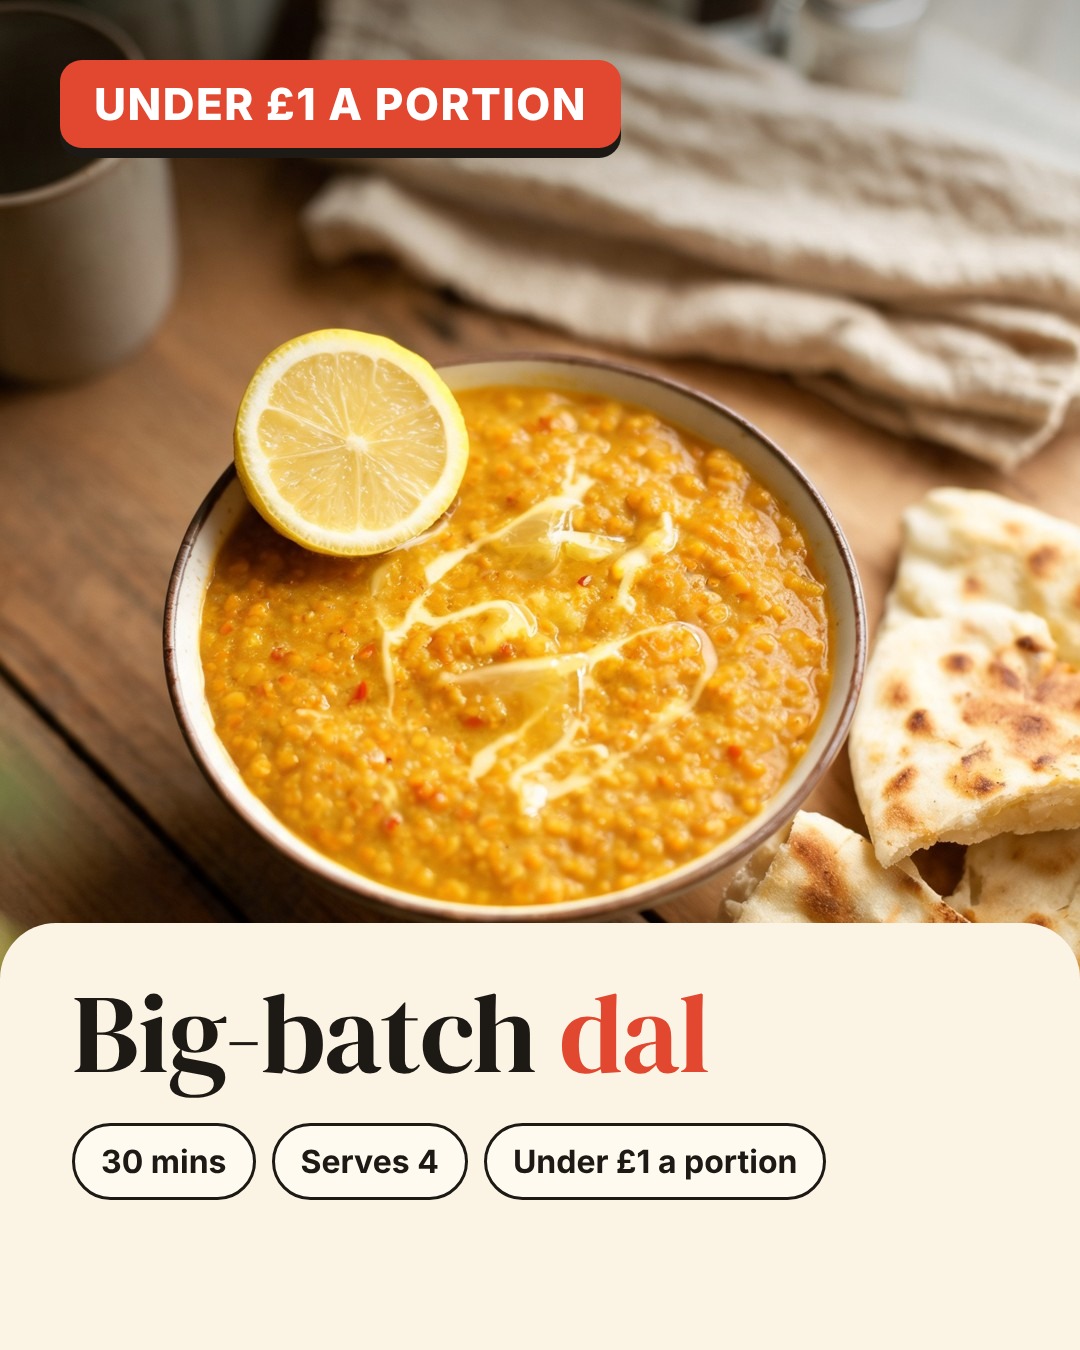 UNDER £1 A PORTION
Big-batch dal
30 mins
Serves 4
Under £1 a portion